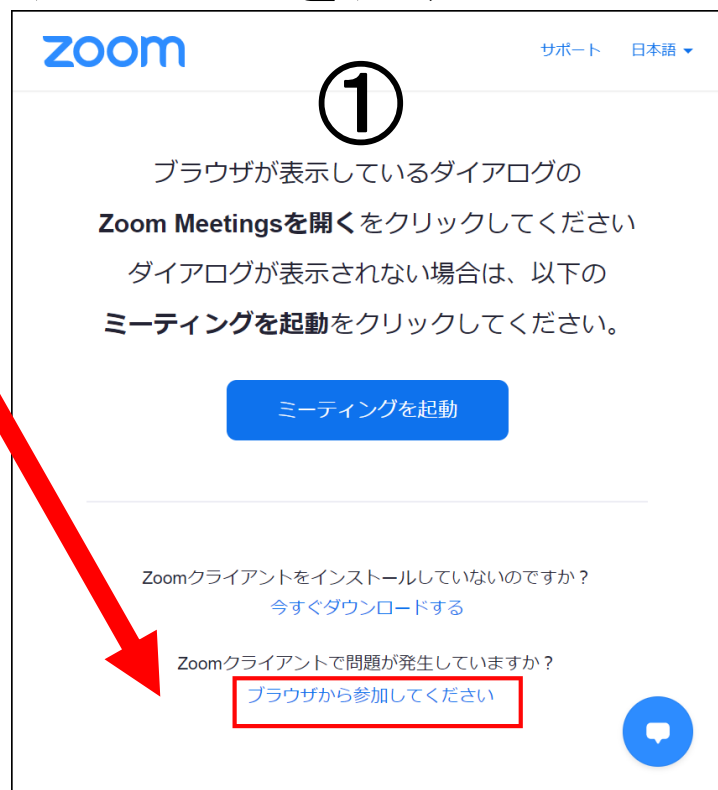 zoom
サポート 日本語
①
ブラウザが表示しているダイアログの
Zoom Meetingsを開くをクリックしてください
ダイアログが表示されない場合は、以下の
ミーティングを起動をクリックしてください。
ミーティングを起動
Zoomクライアントをインストールしていないのですか？
今すぐダウンロードする
Zoomクライアントで問題が発生していますか？
ブラウザから参加してください